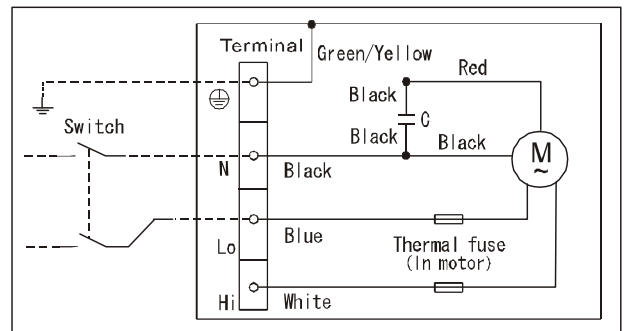 Terminal
Green/Yellow
Red
Black
C
Switch
Black
Black
M
~
N
Black
Lo
Blue
Thermal fuse
(In motor)
Hi
White